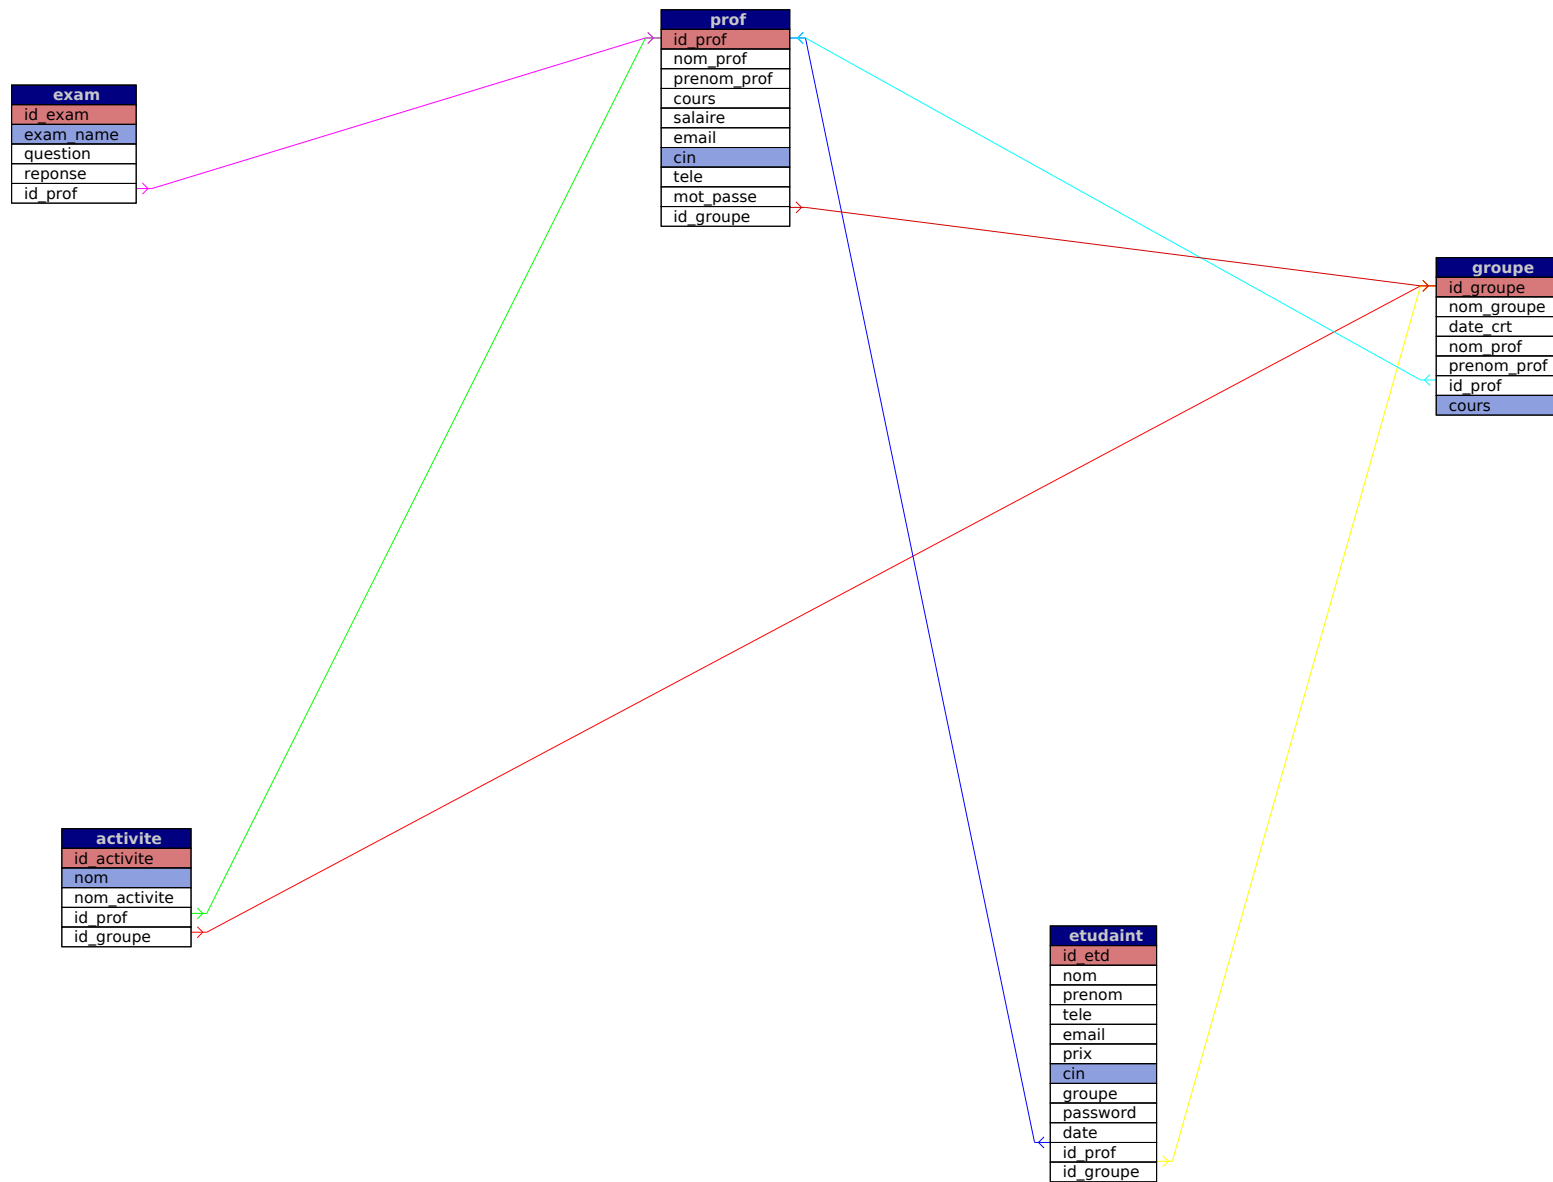 prof
id_prof
nom_prof
prenom_prof
cours
salaire
email
cin
tele
mot_passe
id_groupe
exam
id_exam
exam_name
question
reponse
id_prof
groupe
id_groupe
nom_groupe
date_crt
nom_prof
prenom_prof
id_prof
cours
activite
id_activite
nom
nom_activite
id_prof
id_groupe
etudaint
id_etd
nom
prenom
tele
email
prix
cin
groupe
password
date
id_prof
id_groupe